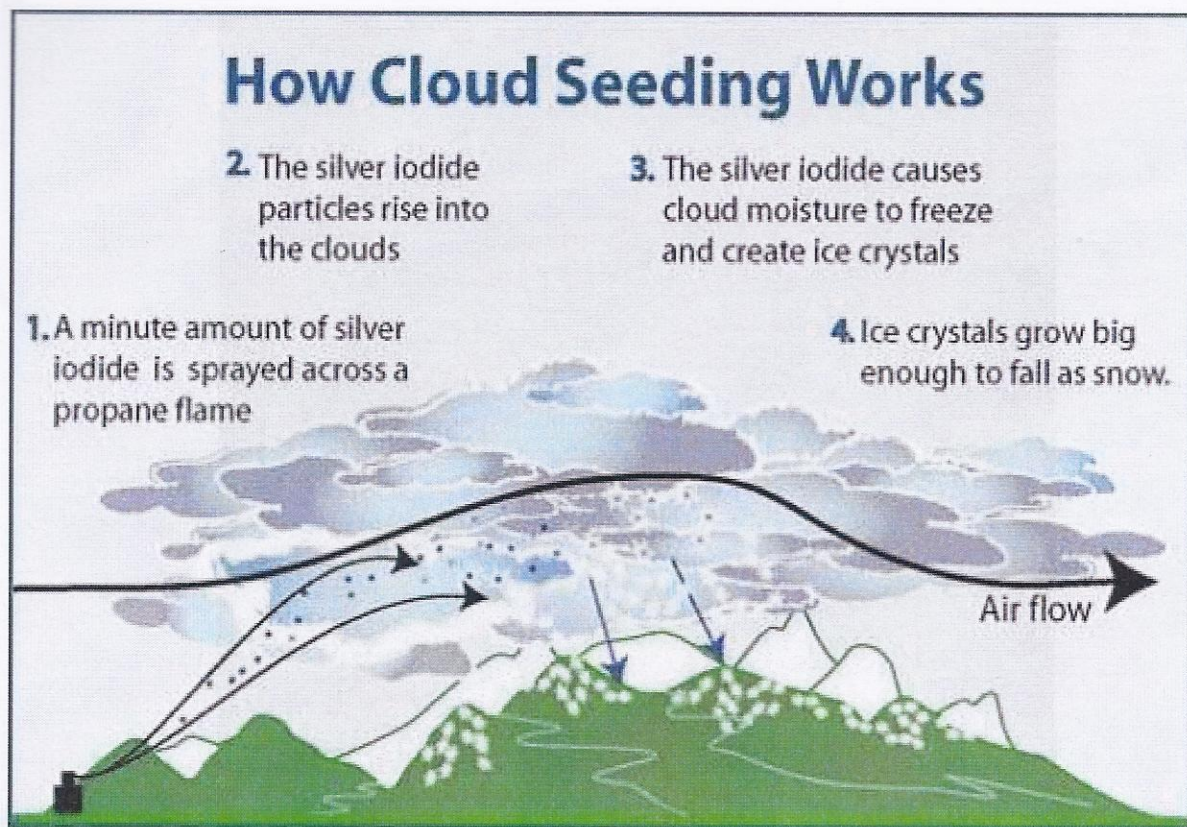 How Cloud Seeding Works
1. A minute amount of silver
iodide is sprayed across a
propane flame
2. The silver iodide
particles rise into
the clouds
3. The silver iodide causes
cloud moisture to freeze
and create ice crystals
4. Ice crystals grow big
enough to fall as snow.
Air flow